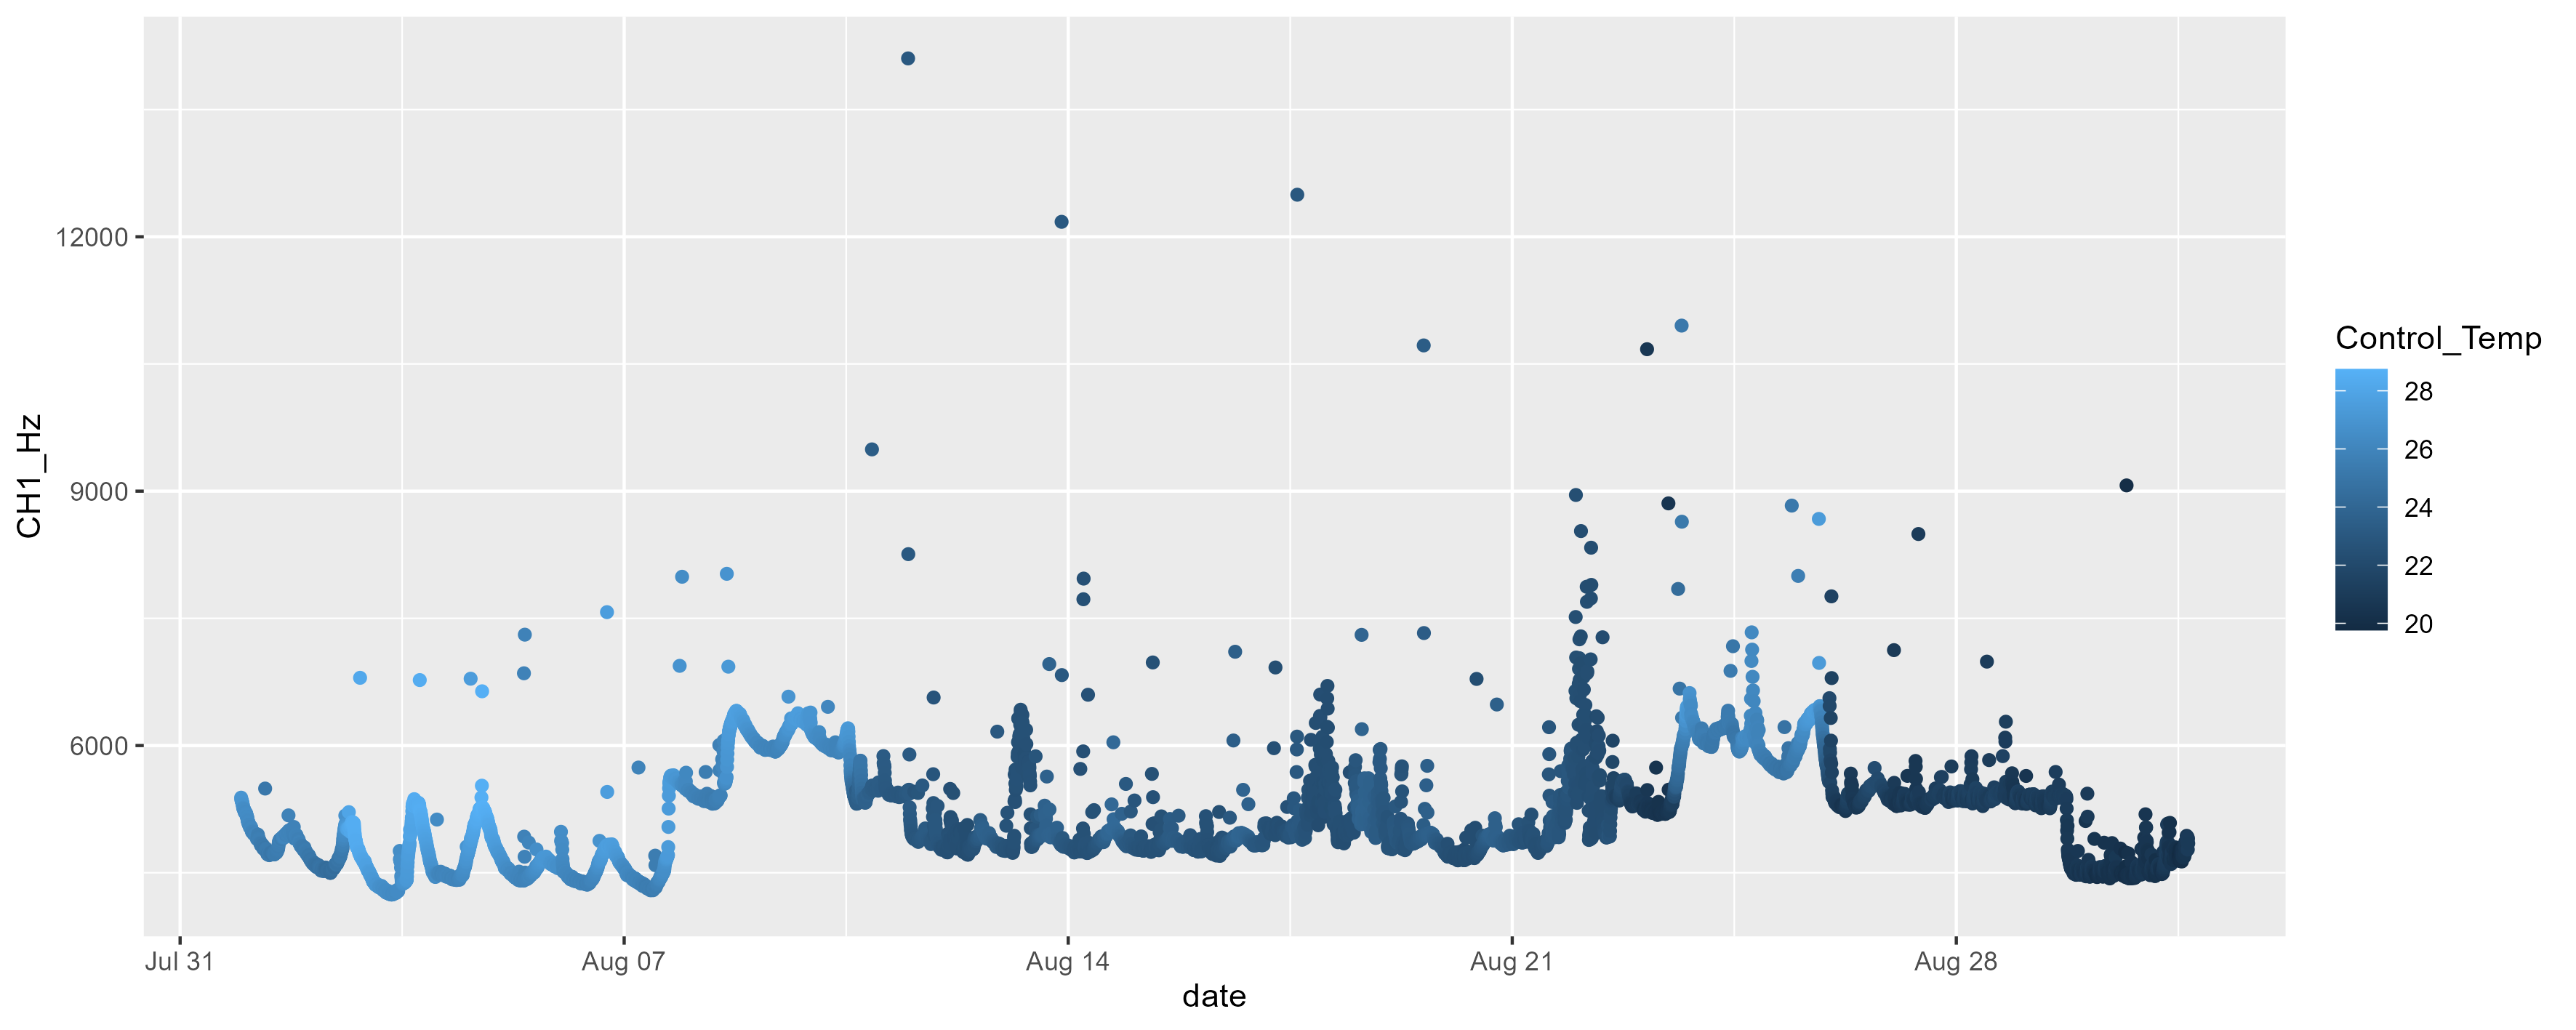 12000
9000
6000
CH1_Hz
Jul 31
Aug 07
Aug 14
Aug 21
Aug 28
date
Control_Temp
28
26
24
22
20